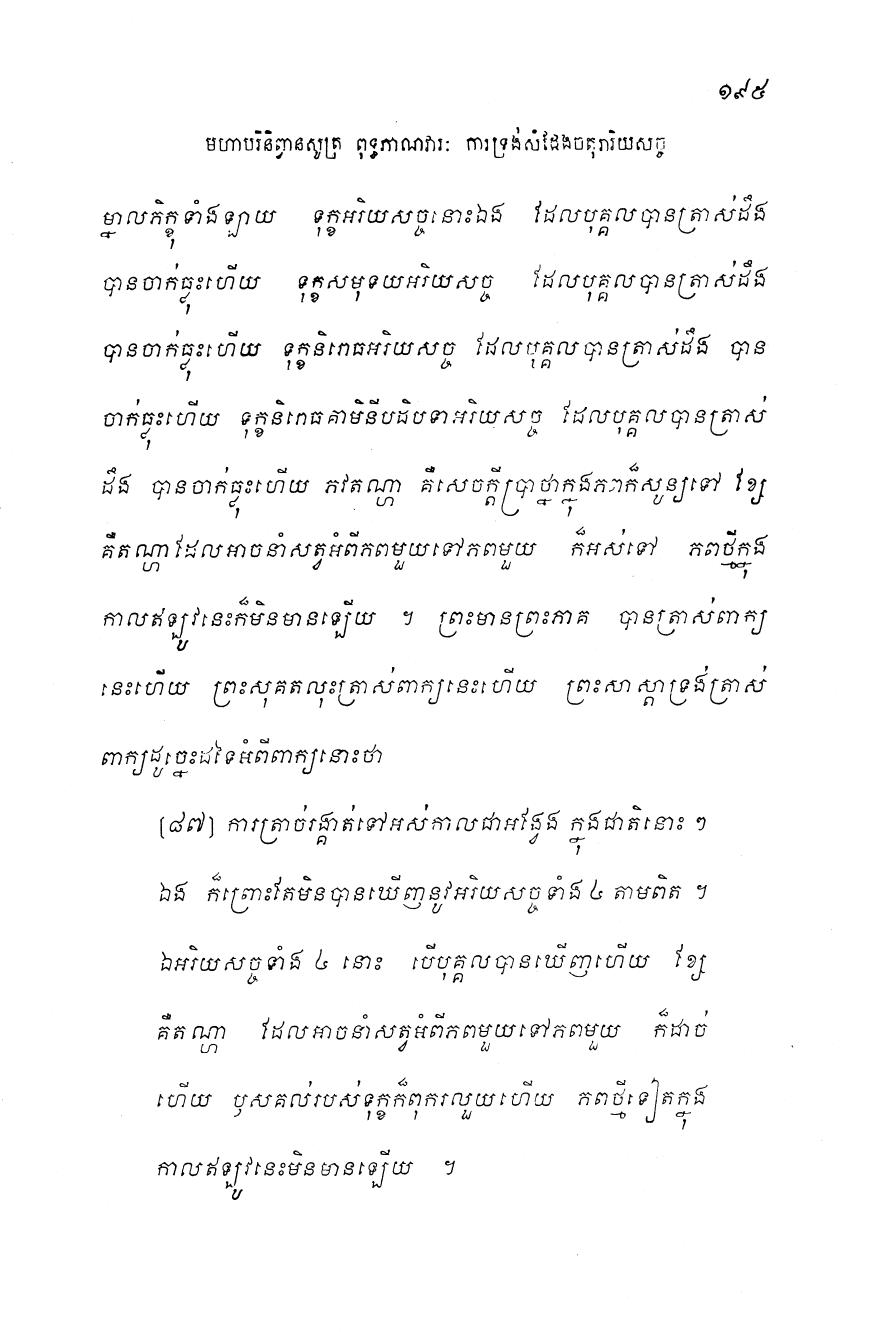 ១៩៥
មហាបរិនិព្វានសូត្រ ពុទ្ធភាណវារៈ ការទ្រង់សំដែងចតុរារិយសច្ច
ម្នាលភិក្ខុទាំងឡាយ ទុក្ខអរិយសច្ចនោះឯង ដែលបុគ្គលបានត្រាស់ដឹង
បានចាក់ធ្លុះហើយ ទុក្ខសមុទយអរិយសច្ច ដែលបុគ្គលបានត្រាស់ដឹង
បានចាក់ធ្លុះហើយ ទុក្ខនិរោធអរិយសច្ច ដែលបុគ្គលបានត្រាស់ដឹង បាន
ចាក់ធ្លុះហើយ ទុក្ខនិរោធគាមិនីបដិបទាអរិយសច្ច ដែលបុគ្គលបានត្រាស់
ដឹង បានចាក់ធ្លុះហើយ ភវតណ្ហា គឺសេចក្តីប្រាថ្នាក្នុងភពក៏សូន្យទៅ ខ្សែ
គឺតណ្ហាដែលអាចនាំសត្វអំពីភពមួយទៅភពមួយ ក៏អស់ទៅ ភពថ្មីក្នុង
កាលឥឡូវនេះក៏មិនមានឡើយ ។ ព្រះមានព្រះភាគ បានត្រាស់ពាក្យ
នេះហើយ ព្រះសុគតលុះត្រាស់ពាក្យនេះហើយ ព្រះសាស្តាទ្រង់ត្រាស់
ពាក្យដូច្នេះដទៃអំពីពាក្យនោះថា
[៨៧] ការត្រាច់រង្គាត់ទៅអស់កាលជាអង្វែង ក្នុងជាតិនោះ ៗ
ឯង ក៏ព្រោះតែមិនបានឃើញនូវអរិយសច្ចទាំង ៤ តាមពិត ។
ឯអរិយសច្ចទាំង ៤ នោះ បើបុគ្គលបានឃើញហើយ ខ្សែ
គឺតណ្ហា ដែលអាចនាំសត្វអំពីភពមួយទៅភពមួយ ក៏ដាច់
ហើយ ឫសគល់របស់ទុក្ខក៏ពុករលួយហើយ ភពថ្មីទៀតក្នុង
កាលឥឡូវនេះមិនមានឡើយ ។